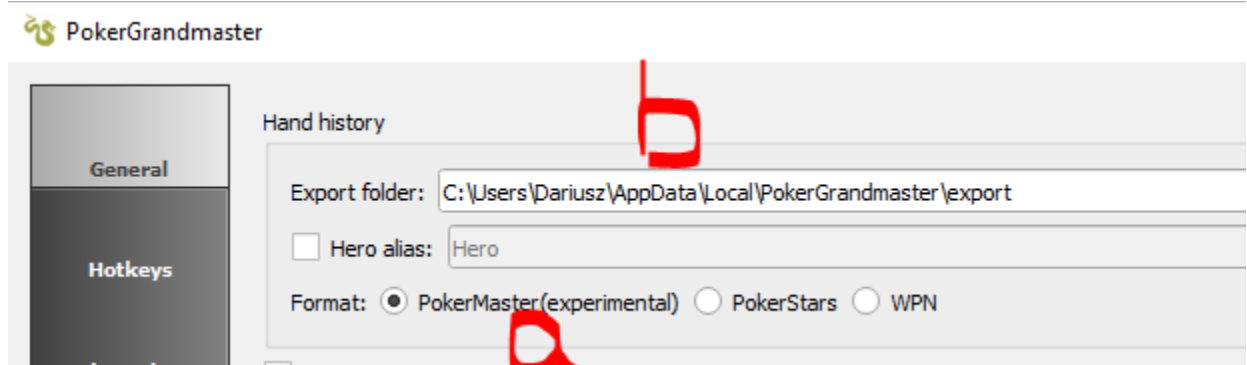 PokerGrandmaster
b
Hand history
General
Export folder: C:\Users\Dariusz\AppData\Local\PokerGrandmaster\export
Hero alias: Hero
Hotkeys
Format: PokerMaster(experimental) PokerStars WPN